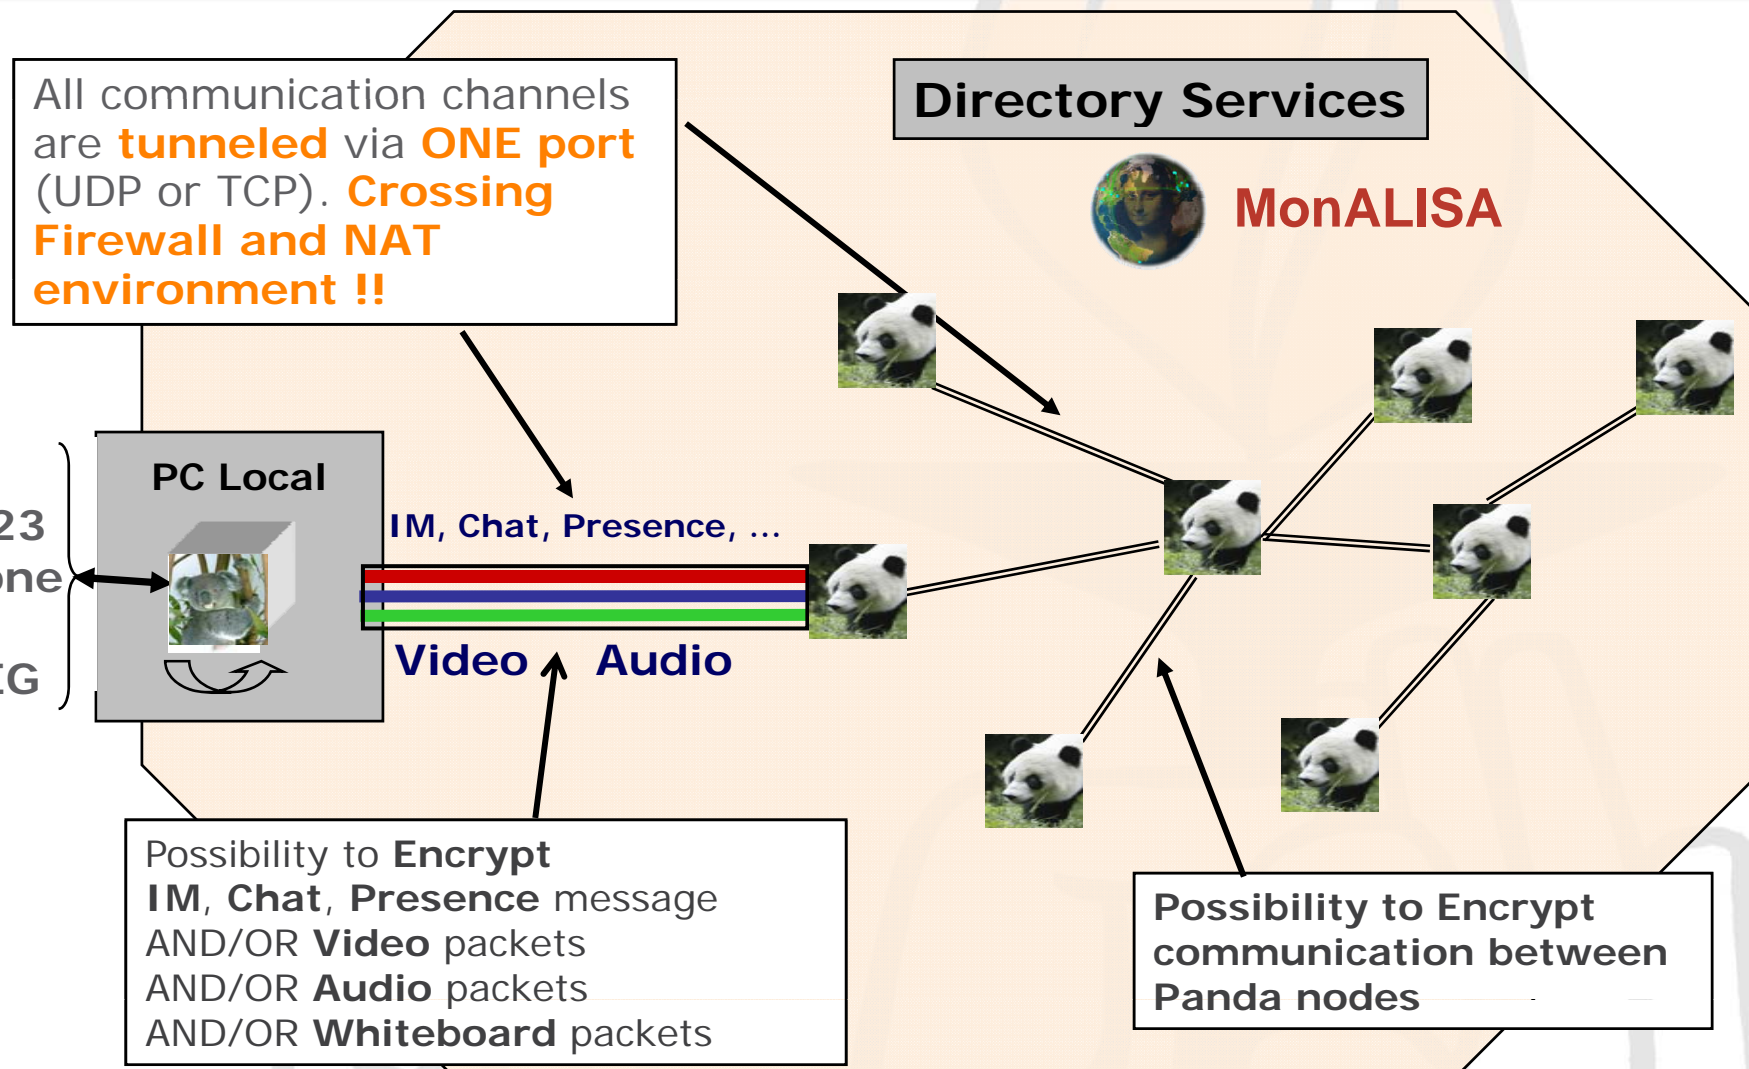 All communication channels
are tunneled via ONE port
(UDP or TCP). Crossing
Firewall and NAT
environment !!
Directory Services
MonALISA
PC Local
23
one
IM, Chat, Presence, ...
Video Audio
Possibility to Encrypt
IM, Chat, Presence message
AND/OR Video packets
AND/OR Audio packets
AND/OR Whiteboard packets
Possibility to Encrypt
communication between
Panda nodes